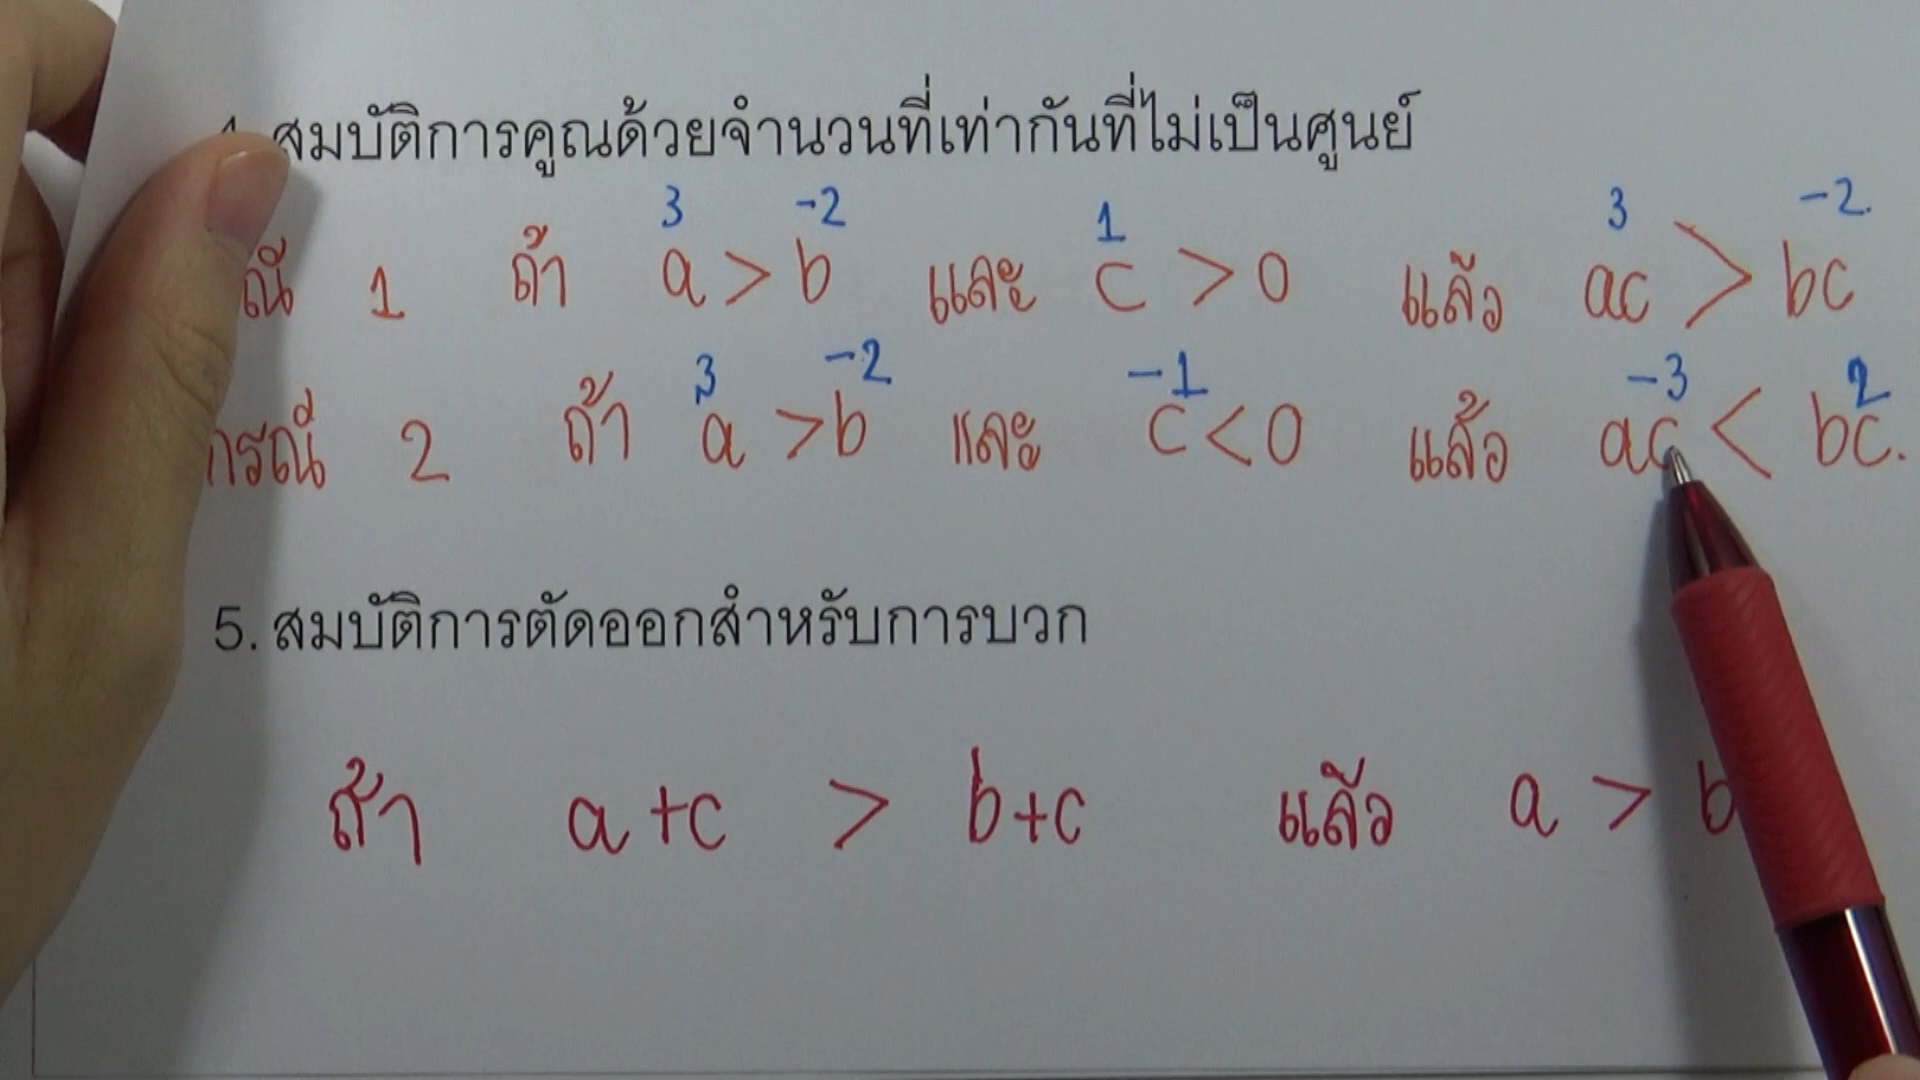 สมบัติการคูณด้วยจำนวนที่เท่ากันที่ไม่เป็นศูนย์
3 -2 1 3 -2
1 ถ้า a > b และ c > 0 แล้ว ac > bc
3 -2 -1 -3 2
กรณี 2 ถ้า a > b และ c < 0 แล้ว ac < bc.
5. สมบัติการตัดออกสำหรับการบวก
ถ้า a + c > b + c แล้ว a > b